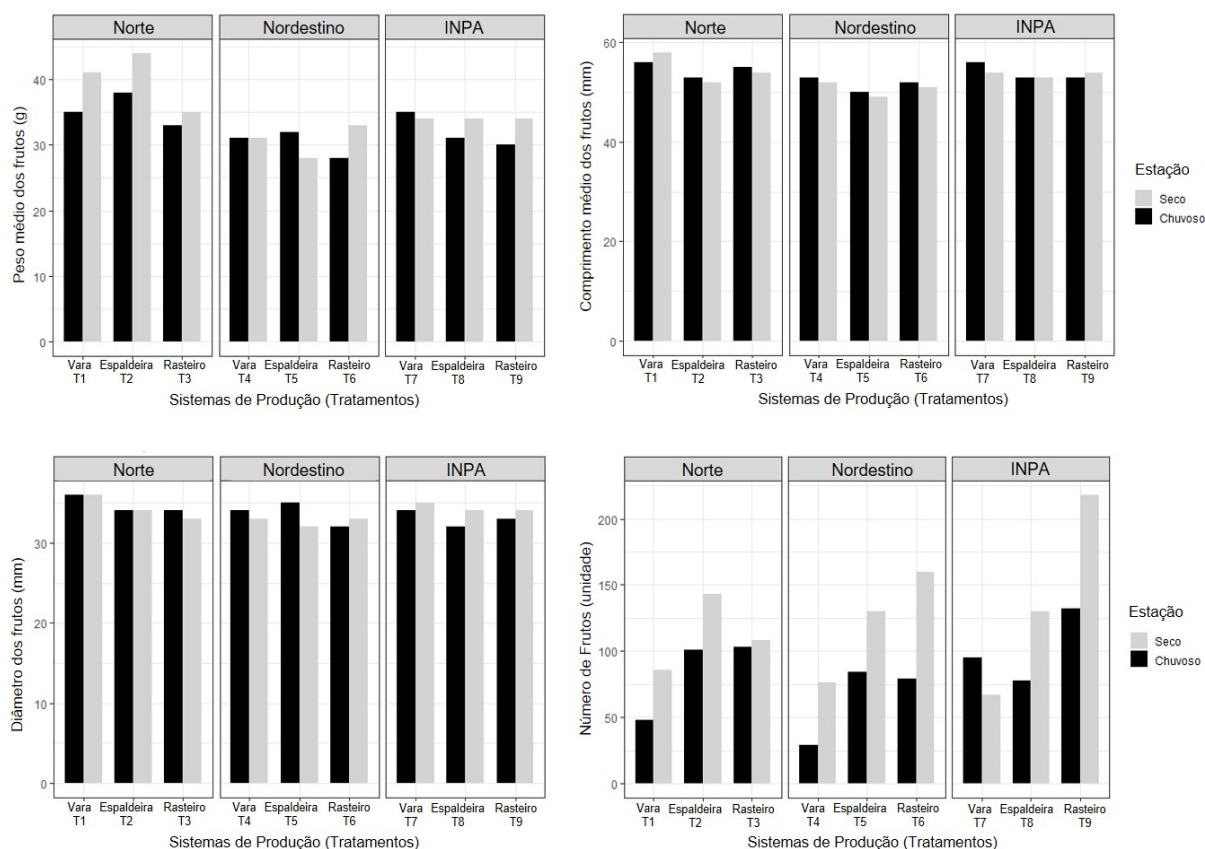 Norte
Nordestino
INPA
Peso médio dos frutos (g)
40
30
20
10
0
Vara Espaldeira Rasteiro Vara Espaldeira Rasteiro Vara Espaldeira Rasteiro
T1 T2 T3 T4 T5 T6 T7 T8 T9
Sistemas de Produção (Tratamentos)
Norte
Nordestino
INPA
Comprimento médio dos frutos (mm)
60
40
20
0
Vara Espaldeira Rasteiro Vara Espaldeira Rasteiro Vara Espaldeira Rasteiro
T1 T2 T3 T4 T5 T6 T7 T8 T9
Sistemas de Produção (Tratamentos)
Estação
Seco
Chuvoso
Norte
Nordestino
INPA
Diâmetro dos frutos (mm)
30
20
10
0
Vara Espaldeira Rasteiro Vara Espaldeira Rasteiro Vara Espaldeira Rasteiro
T1 T2 T3 T4 T5 T6 T7 T8 T9
Sistemas de Produção (Tratamentos)
Norte
Nordestino
INPA
Número de Frutos (unidade)
200
150
100
50
0
Vara Espaldeira Rasteiro Vara Espaldeira Rasteiro Vara Espaldeira Rasteiro
T1 T2 T3 T4 T5 T6 T7 T8 T9
Sistemas de Produção (Tratamentos)
Estação
Seco
Chuvoso